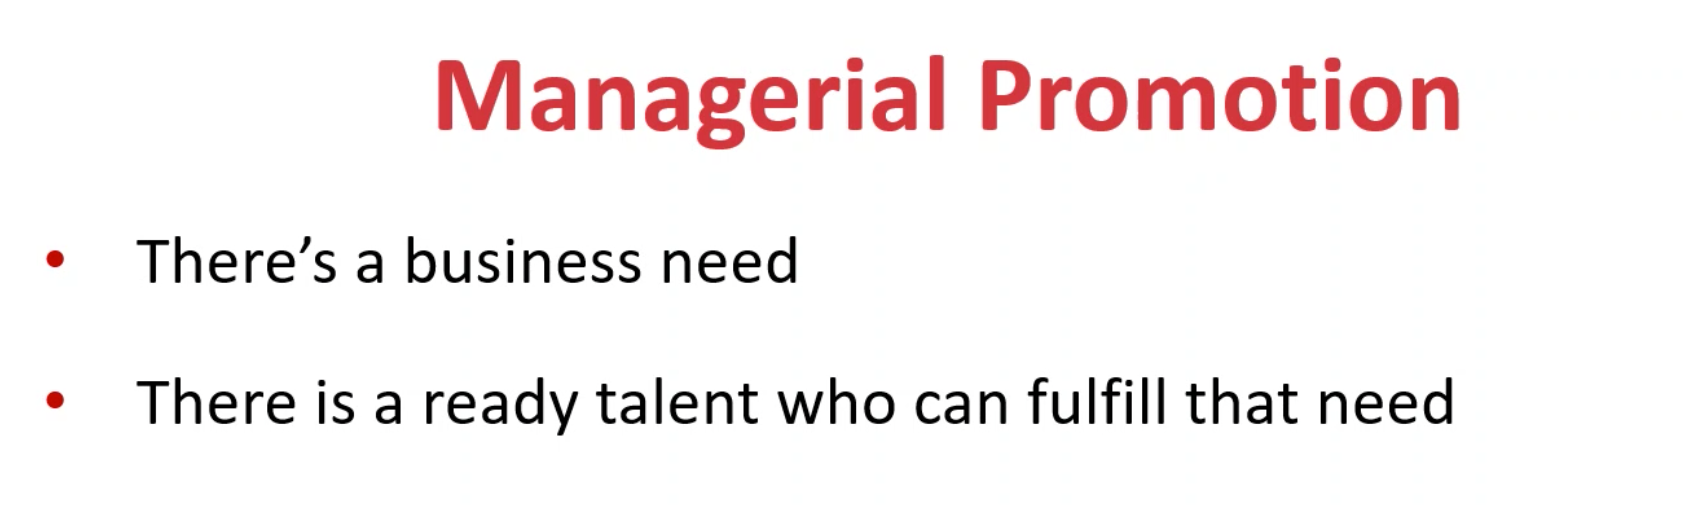 Managerial Promotion
• There’s a business need
• There is a ready talent who can fulfill that need